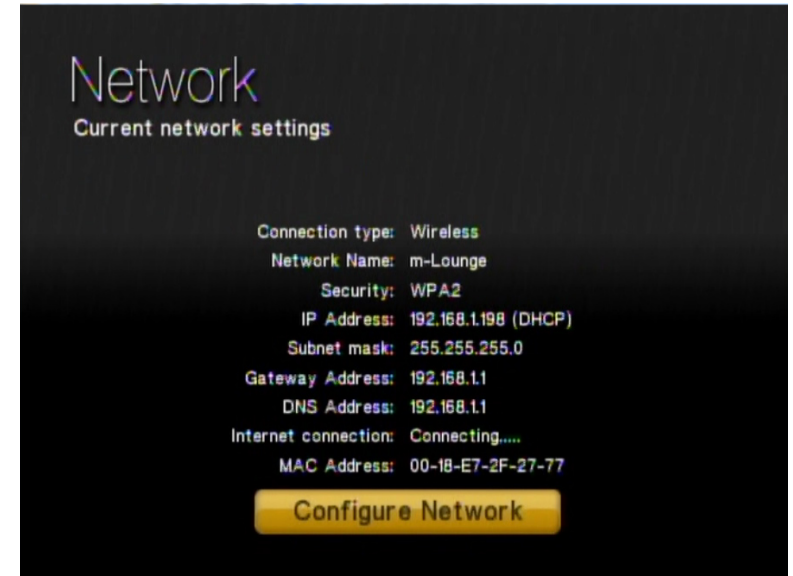 Network
Current network settings
Connection type: Wireless
Network Name: m-Lounge
Security: WPA2
IP Address: 192.168.1.198 (DHCP)
Subnet mask: 255.255.255.0
Gateway Address: 192.168.1.1
DNS Address: 192.168.1.1
Internet connection: Connecting.....
MAC Address: 00-18-E7-2F-27-77
Configure Network